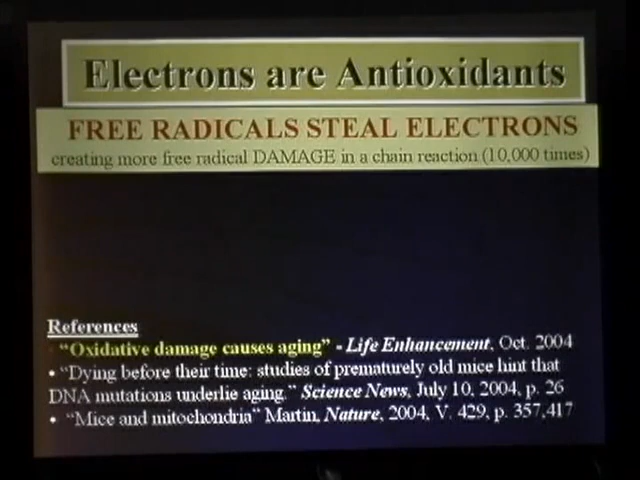 Electrons are Antioxidants
FREE RADICALS STEAL ELECTRONS
creating more free radical DAMAGE in a chain reaction (10,000 times)
References
"Oxidative damage causes aging" - Life Enhancement, Oct. 2004
• "Dying before their time: studies of prematurely old mice hint that
DNA mutations underlie aging." Science News, July 10, 2004, p. 26
• "Mice and mitochondria" Martin, Nature, 2004, V. 429, p. 357,417